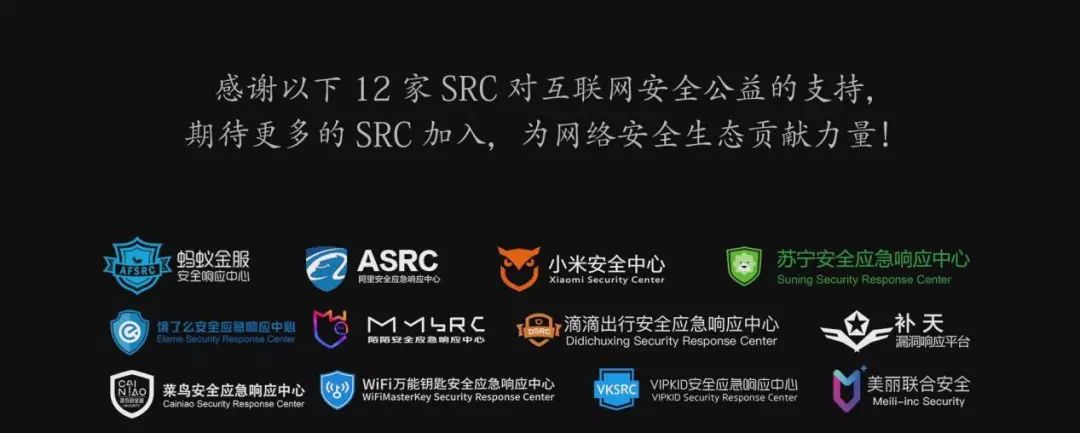 感谢以下 12 家 SRC 对互联网安全公益的支持,
期待更多的 SRC 加入, 为网络安全生态贡献力量!
AFSRC
蚂蚁金服
安全响应中心
ASRC
阿里安全应急响应中心
小米安全中心
Xiaomi Security Center
苏宁安全应急响应中心
Suning Security Response Center
饿了么安全应急响应中心
Eleme Security Response Center
MMSRC
陌陌安全应急响应中心
DSRC
滴滴出行安全应急响应中心
Didichuxing Security Response Center
补天
漏洞响应平台
CAI
NIAO
菜鸟安全应急响应中心
Cainiao Security Response Center
WiFi万能钥匙安全应急响应中心
WiFiMasterKey Security Response Center
VKSRC
VIPKID安全应急响应中心
VIPKID Security Response Center
美丽联合安全
Meili-inc Security